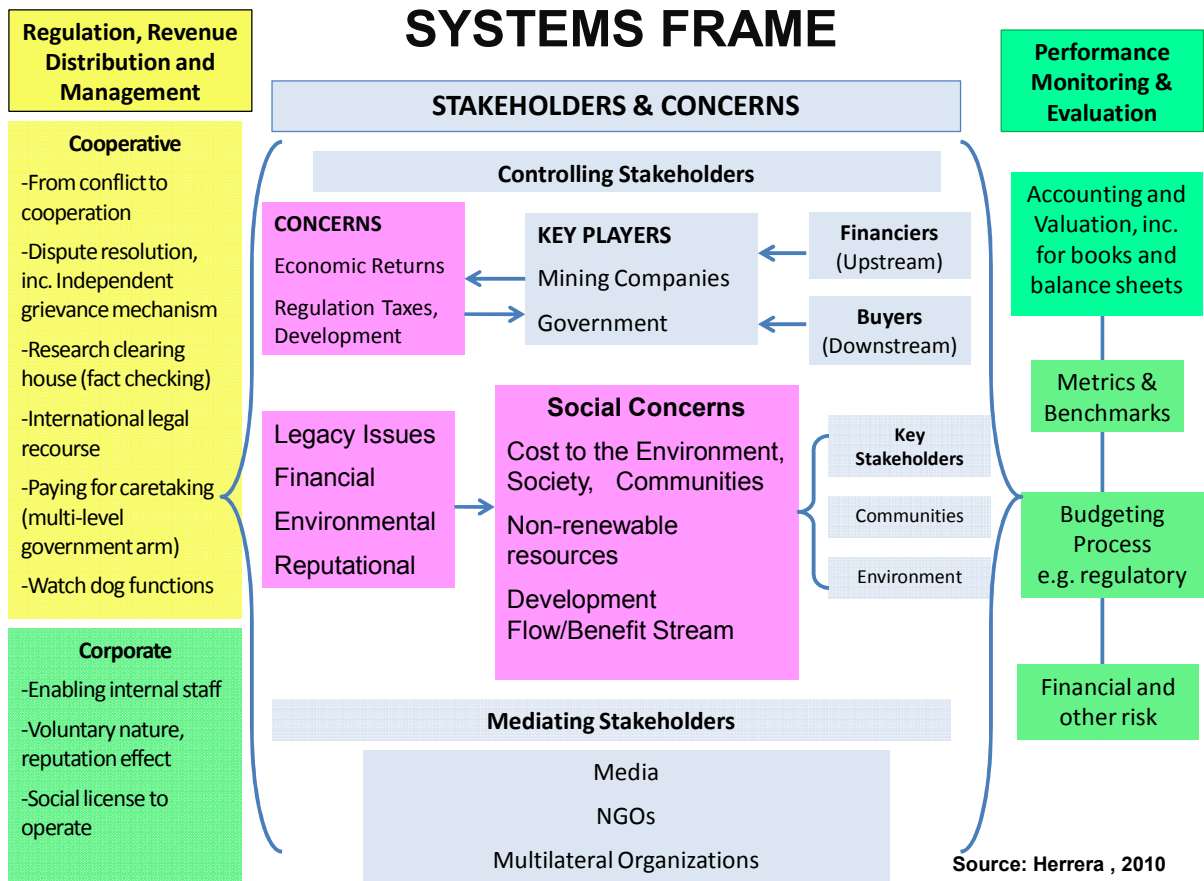 SYSTEMS FRAME
Regulation, Revenue
Distribution and
Management
Cooperative
-From conflict to
cooperation
-Dispute resolution,
inc. Independent
grievance mechanism
-Research clearing
house (fact checking)
-International legal
recourse
-Paying for caretaking
(multi-level
government arm)
-Watch dog functions
Corporate
-Enabling internal staff
-Voluntary nature,
reputation effect
-Social license to
operate
STAKEHOLDERS & CONCERNS
Controlling Stakeholders
CONCERNS
Economic Returns
Regulation Taxes,
Development
KEY PLAYERS
Mining Companies
Government
Financiers
(Upstream)
Buyers
(Downstream)
Legacy Issues
Financial
Environmental
Reputational
Social Concerns
Cost to the Environment,
Society, Communities
Non-renewable
resources
Development
Flow/Benefit Stream
Key
Stakeholders
Communities
Environment
Mediating Stakeholders
Media
NGOs
Multilateral Organizations
Performance
Monitoring &
Evaluation
Accounting and
Valuation, inc.
for books and
balance sheets
Metrics &
Benchmarks
Budgeting
Process
e.g. regulatory
Financial and
other risk
Source: Herrera , 2010